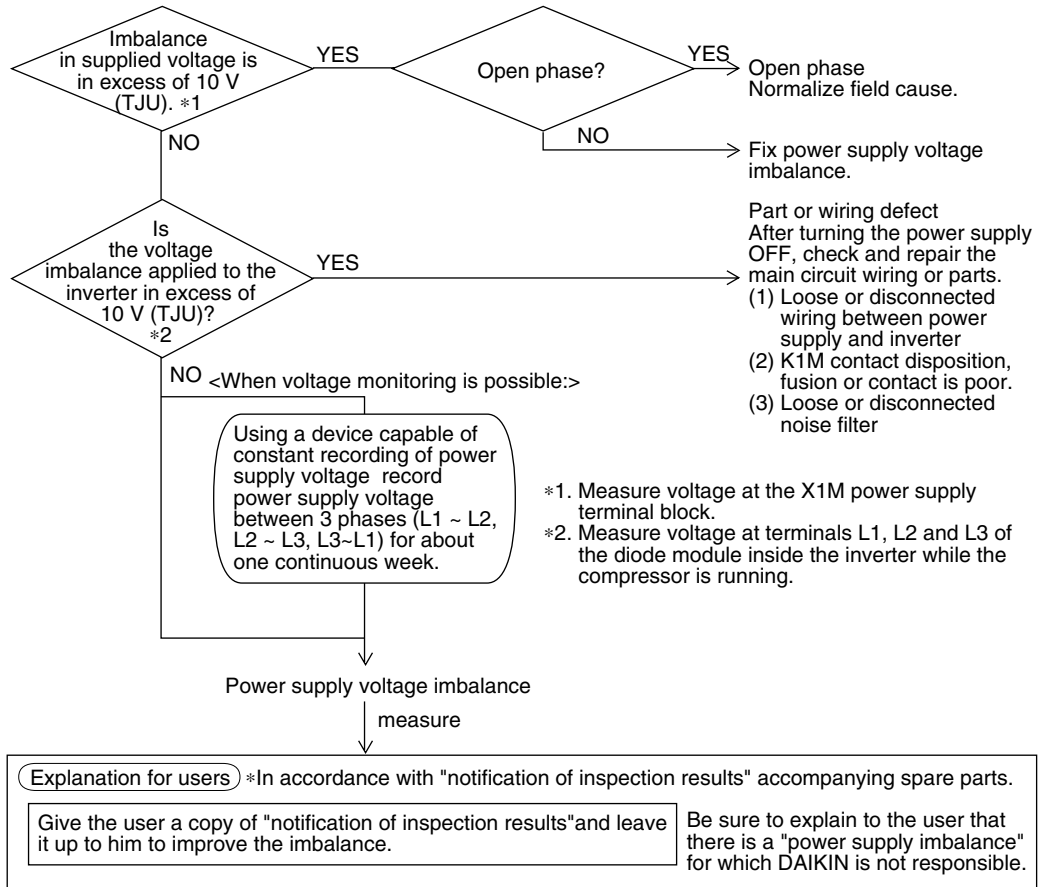 Imbalance
in supplied voltage is
in excess of 10 V
(TJU). *1
YES
NO
Open phase?
YES
Open phase
Normalize field cause.
NO
Fix power supply voltage
imbalance.
Is
the voltage
imbalance applied to the
inverter in excess of
10 V (TJU)?
*2
YES
Part or wiring defect
After turning the power supply
OFF, check and repair the
main circuit wiring or parts.
(1) Loose or disconnected
wiring between power
supply and inverter
(2) K1M contact disposition,
fusion or contact is poor.
(3) Loose or disconnected
noise filter
NO
<When voltage monitoring is possible:>
Using a device capable of
constant recording of power
supply voltage record
power supply voltage
between 3 phases (L1 ~ L2,
L2 ~ L3, L3~L1) for about
one continuous week.
*1. Measure voltage at the X1M power supply
terminal block.
*2. Measure voltage at terminals L1, L2 and L3 of
the diode module inside the inverter while the
compressor is running.
Power supply voltage imbalance
measure
Explanation for users *In accordance with "notification of inspection results" accompanying spare parts.
Give the user a copy of "notification of inspection results"and leave
it up to him to improve the imbalance.
Be sure to explain to the user that
there is a "power supply imbalance"
for which DAIKIN is not responsible.